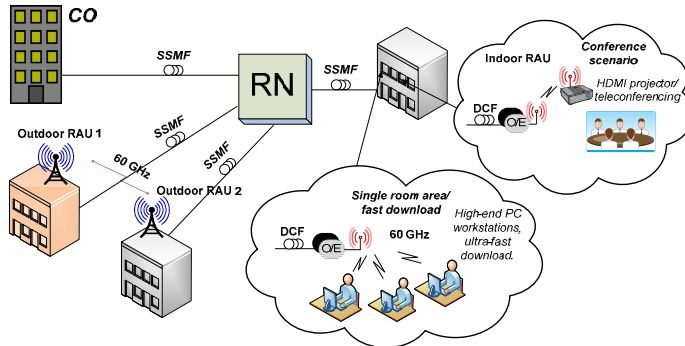 CO
SSMF
RN
SSMF
Indoor RAU
Conference
scenario
HDMI projector/
teleconferencing
DCF
O/E
SSMF
Outdoor RAU 1
60 GHz
SSMF
Outdoor RAU 2
Single room area/
fast download
High-end PC
workstations,
ultra-fast
download.
60 GHz
DCF
O/E